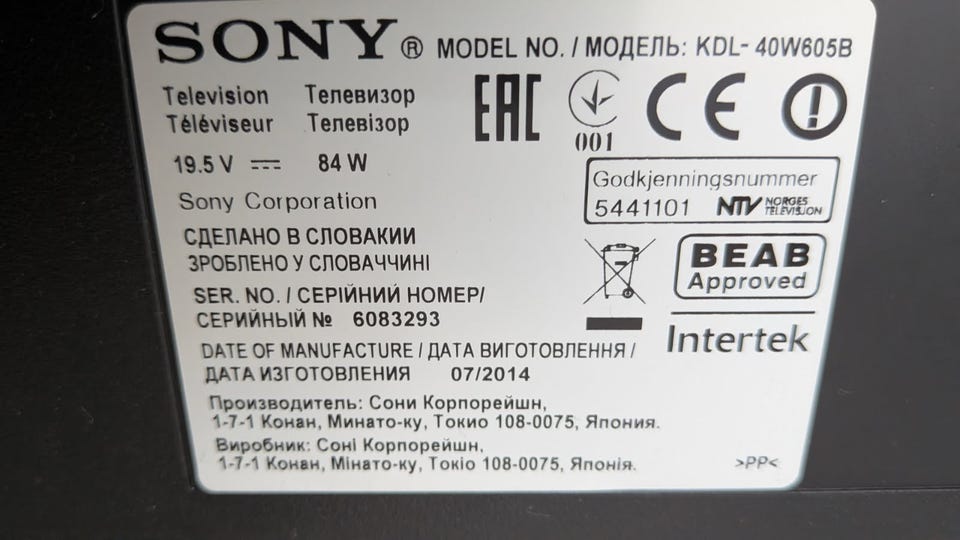 SONY® MODEL NO. / МОДЕЛЬ: KDL- 40W605B
Television Телевизор
Téléviseur Телевізор
EAC
001
CE
19.5 V ⎓ 84 W
Godkjenningsnummer
5441101 NTV NORGES TELEVISJON
Sony Corporation
СДЕЛАНО В СЛОВАКИИ
ЗРОБЛЕНО У СЛОВАЧЧИНІ
BEAB
Approved
SER. NO. / СЕРІЙНИЙ НОМЕР/
СЕРИЙНЫЙ № 6083293
Intertek
DATE OF MANUFACTURE / ДАТА ВИГОТОВЛЕННЯ /
ДАТА ИЗГОТОВЛЕНИЯ 07/2014
Производитель: Сони Корпорейшн,
1-7-1 Конан, Минато-ку, Токио 108-0075, Япония.
Виробник: Соні Корпорейшн,
1-7-1 Конан, Мінато-ку, Токіо 108-0075, Японія.
>PP<